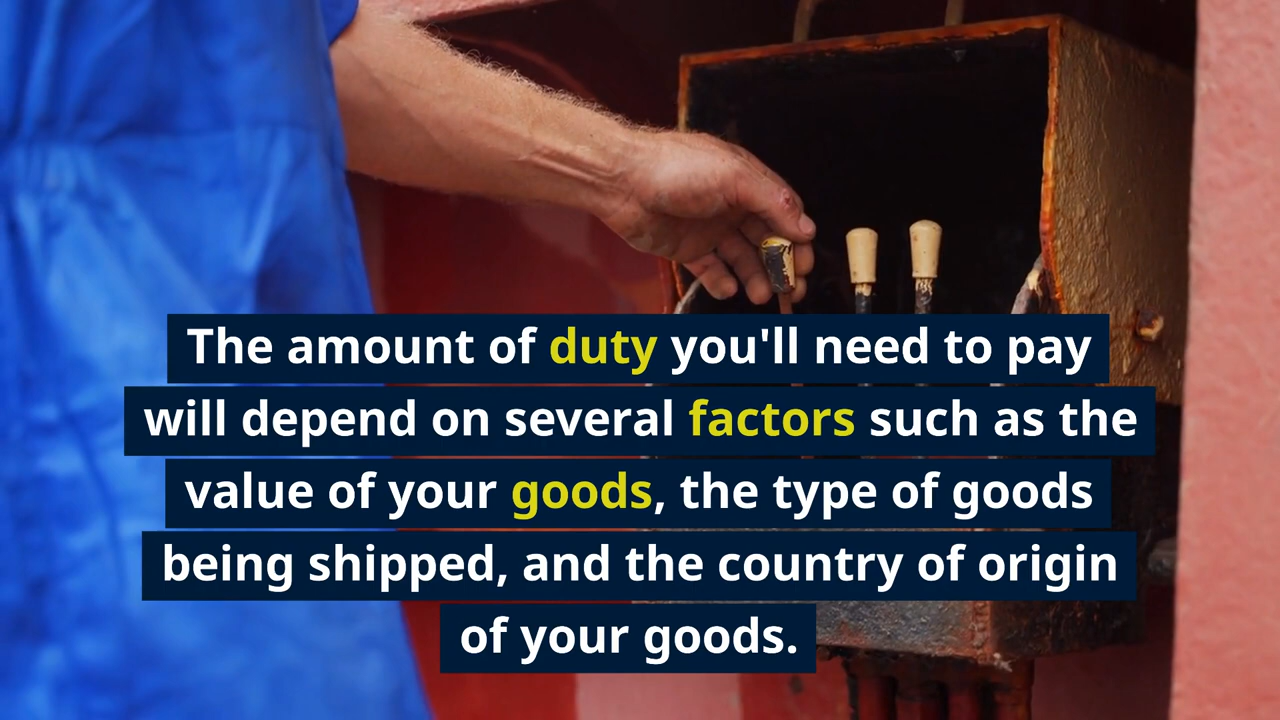 The amount of duty you'll need to pay
will depend on several factors such as the
value of your goods, the type of goods
being shipped, and the country of origin
of your goods.